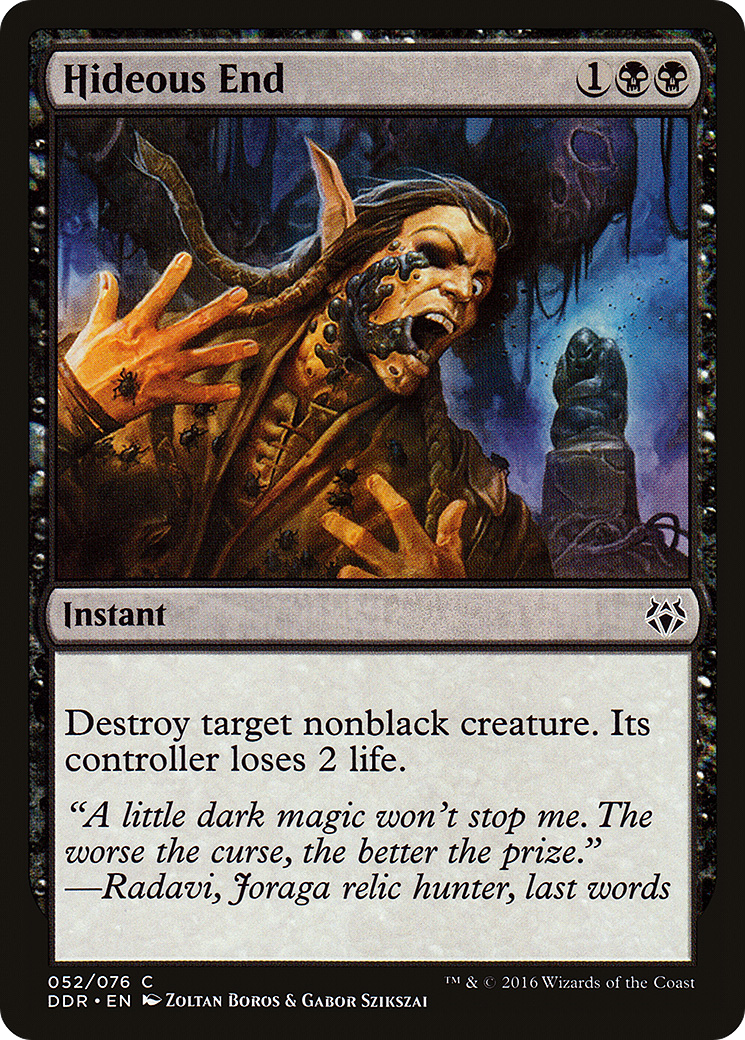 Hideous End 1
Instant
Destroy target nonblack creature. Its
controller loses 2 life.
“A little dark magic won’t stop me. The
worse the curse, the better the prize.”
—Radavi, Joraga relic hunter, last words
052/076 C
DDR • EN Zoltan Boros & Gabor Szikszai
™ & © 2016 Wizards of the Coast